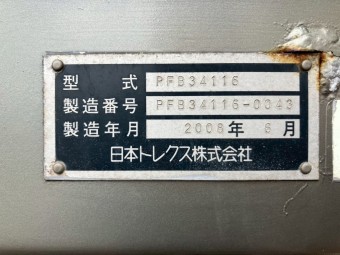 型式 PFB34116
製造番号 PFB34116-0043
製造年月 2008年 6月
日本トレクス株式会社